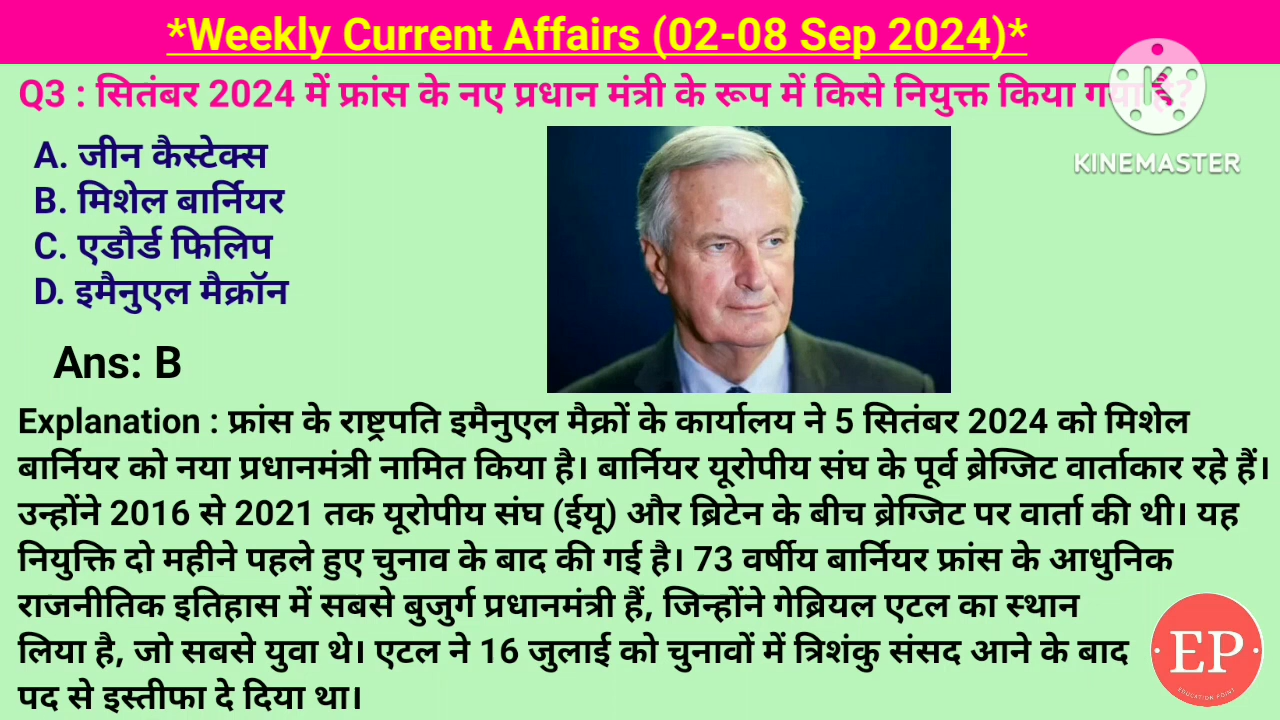 *Weekly Current Affairs (02-08 Sep 2024)*
Q3 : सितंबर 2024 में फ्रांस के नए प्रधान मंत्री के रूप में किसे नियुक्त किया गया है?
KINEMASTER
A. जीन कैस्टेक्स
B. मिशेल बार्नियर
C. एडौर्ड फिलिप
D. इमैनुएल मैक्रॉन
Ans: B
Explanation : फ्रांस के राष्ट्रपति इमैनुएल मैक्रों के कार्यालय ने 5 सितंबर 2024 को मिशेल
बार्नियर को नया प्रधानमंत्री नामित किया है। बार्नियर यूरोपीय संघ के पूर्व ब्रेग्जिट वार्ताकार रहे हैं।
उन्होंने 2016 से 2021 तक यूरोपीय संघ (ईयू) और ब्रिटेन के बीच ब्रेग्जिट पर वार्ता की थी। यह
नियुक्ति दो महीने पहले हुए चुनाव के बाद की गई है। 73 वर्षीय बार्नियर फ्रांस के आधुनिक
राजनीतिक इतिहास में सबसे बुजुर्ग प्रधानमंत्री हैं, जिन्होंने गेब्रियल एटल का स्थान
लिया है, जो सबसे युवा थे। एटल ने 16 जुलाई को चुनावों में त्रिशंकु संसद आने के बाद
पद से इस्तीफा दे दिया था।
EP
EDUCATION POINT